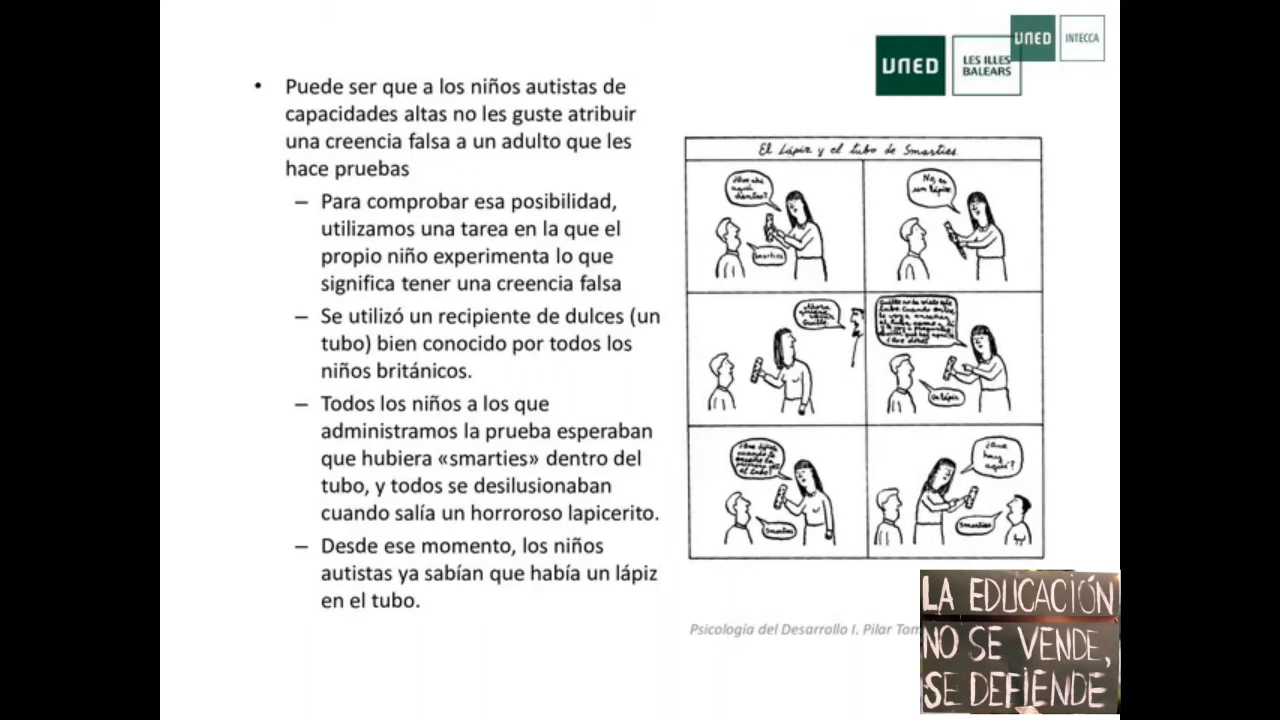 UNED
INTECCA
UNED
LES ILLES
BALEARS
• Puede ser que a los niños autistas de
capacidades altas no les guste atribuir
una creencia falsa a un adulto que les
hace pruebas
– Para comprobar esa posibilidad,
utilizamos una tarea en la que el
propio niño experimenta lo que
significa tener una creencia falsa
– Se utilizó un recipiente de dulces (un
tubo) bien conocido por todos los
niños británicos.
– Todos los niños a los que
administramos la prueba esperaban
que hubiera «smarties» dentro del
tubo, y todos se desilusionaban
cuando salía un horroroso lapicerito.
– Desde ese momento, los niños
autistas ya sabían que había un lápiz
en el tubo.
El Lápiz y el tubo de Smarties
aquí
dentro?
Smarties
No, es
un lápiz
Ahora
un lápiz
Smarties
¿Qué
hay
aquí?
Smarties
Psicología del Desarrollo I. Pilar Tom
LA EDUCACIÓN
NO SE VENDE,
SE DEFIENDE